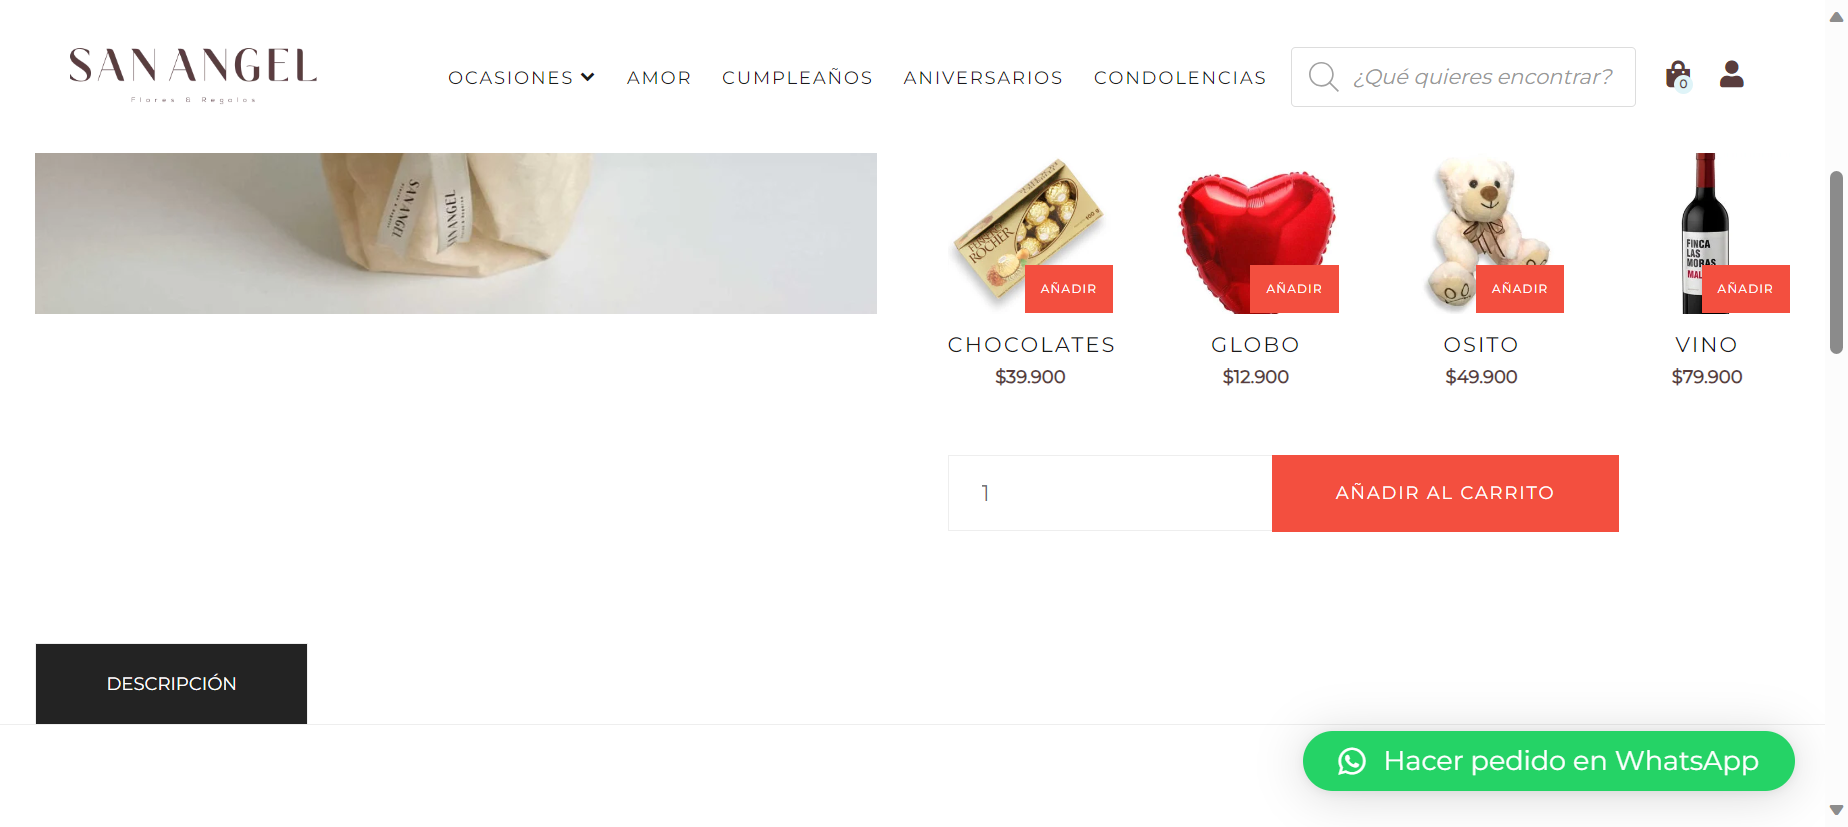 SAN ANGEL
Flores & Regalos
OCASIONES
AMOR
CUMPLEAÑOS
ANIVERSARIOS
CONDOLENCIAS
¿Qué quieres encontrar?
0
SAN ANGEL
SAN ANGEL
FERRERO
ROCHER
100 g
FINCA
LAS
MORAS
MAL
AÑADIR
AÑADIR
AÑADIR
AÑADIR
CHOCOLATES
GLOBO
OSITO
VINO
$39.900
$12.900
$49.900
$79.900
1
AÑADIR AL CARRITO
DESCRIPCIÓN
Hacer pedido en WhatsApp